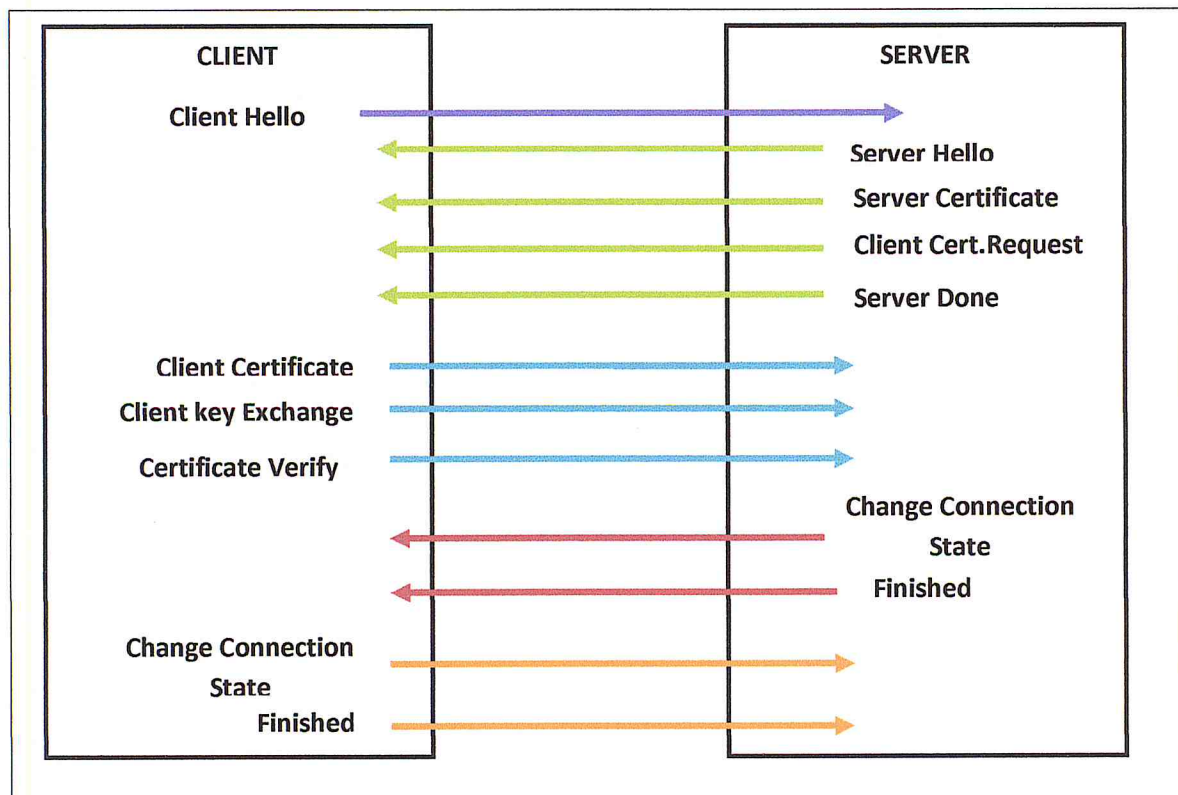 CLIENT
SERVER
Client Hello
Server Hello
Server Certificate
Client Cert.Request
Server Done
Client Certificate
Client key Exchange
Certificate Verify
Change Connection
State
Finished
Change Connection
State
Finished